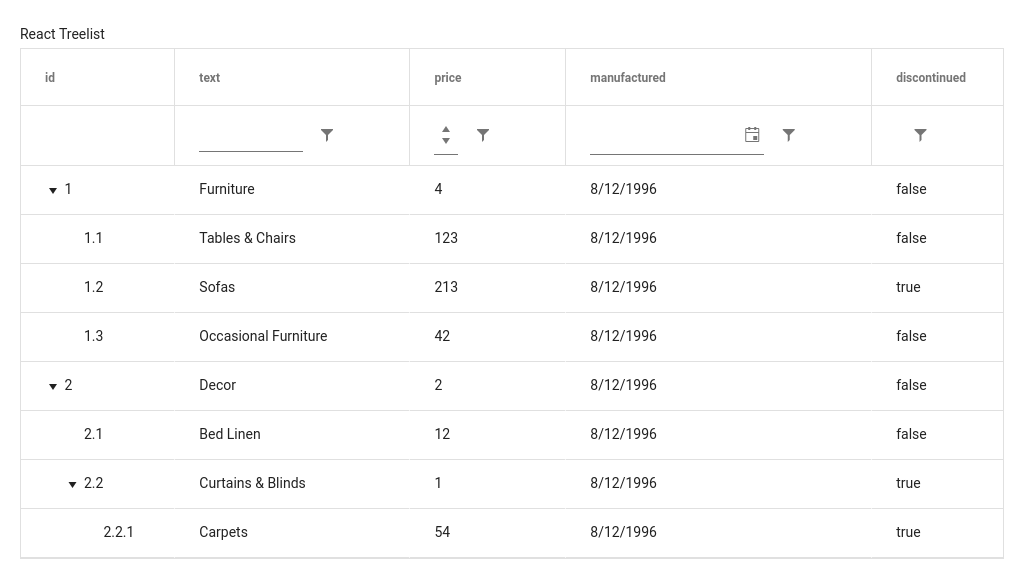 React Treelist
id text price manufactured discontinued
1 Furniture 4 8/12/1996 false
1.1 Tables & Chairs 123 8/12/1996 false
1.2 Sofas 213 8/12/1996 true
1.3 Occasional Furniture 42 8/12/1996 false
2 Decor 2 8/12/1996 false
2.1 Bed Linen 12 8/12/1996 false
2.2 Curtains & Blinds 1 8/12/1996 true
2.2.1 Carpets 54 8/12/1996 true